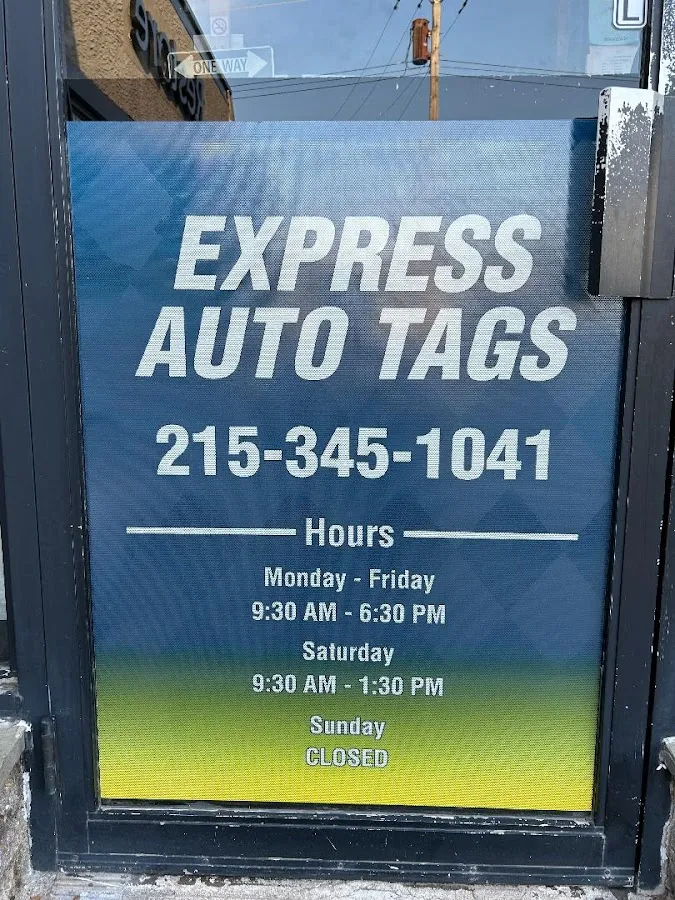 ONE WAY
EXPRESS
AUTO TAGS
215-345-1041
Hours
Monday - Friday
9:30 AM - 6:30 PM
Saturday
9:30 AM - 1:30 PM
Sunday
CLOSED